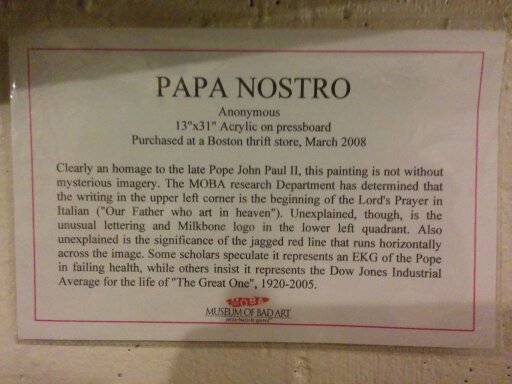 PAPA NOSTRO
Anonymous
13"x31" Acrylic on pressboard
Purchased at a Boston thrift store, March 2008
Clearly an homage to the late Pope John Paul II, this painting is not without
mysterious imagery. The MOBA research Department has determined that
the writing in the upper left corner is the beginning of the Lord's Prayer in
Italian ("Our Father who art in heaven"). Unexplained, though, is the
unusual lettering and Milkbone logo in the lower left quadrant. Also
unexplained is the significance of the jagged red line that runs horizontally
across the image. Some scholars speculate it represents an EKG of the Pope
in failing health, while others insist it represents the Dow Jones Industrial
Average for the life of "The Great One", 1920-2005.
MOBA
MUSEUM OF BAD ART